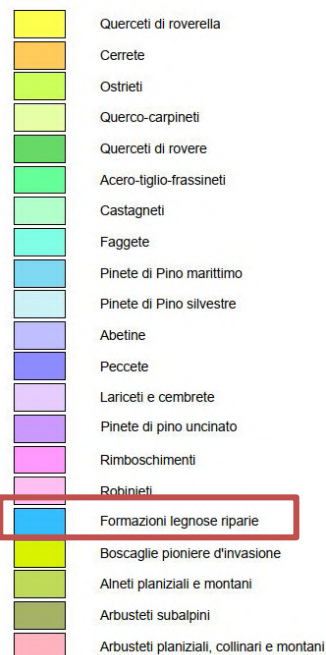 Querceti di roverella
Cerrete
Ostrieti
Querco-carpineti
Querceti di rovere
Acero-tiglio-frassineti
Castagneti
Faggete
Pinete di Pino marittimo
Pinete di Pino silvestre
Abetine
Peccete
Lariceti e cembrete
Pinete di pino uncinato
Rimboschimenti
Robinieti
Formazioni legnose riparie
Boscaglie pioniere d'invasione
Alneti planiziali e montani
Arbusteti subalpini
Arbusteti planiziali, collinari e montani